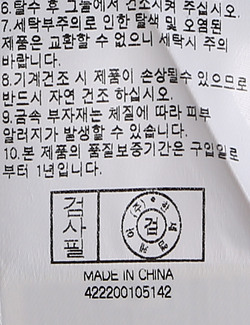 6.탈수 후 그늘에서 건조시켜 주십시오.
7.세탁부주의로 인한 탈색 및 오염된
제품은 교환할 수 없으니 세탁시 주의
바랍니다.
8.기계건조 시 제품이 손상될수 있으므로
반드시 자연 건조 하십시오.
9.금속 부자재는 체질에 따라 피부
알러지가 발생할 수 있습니다.
10.본 제품의 품질보증기간은 구입일로
부터 1년입니다.
검사필
(주)
검
MADE IN CHINA
422200105142